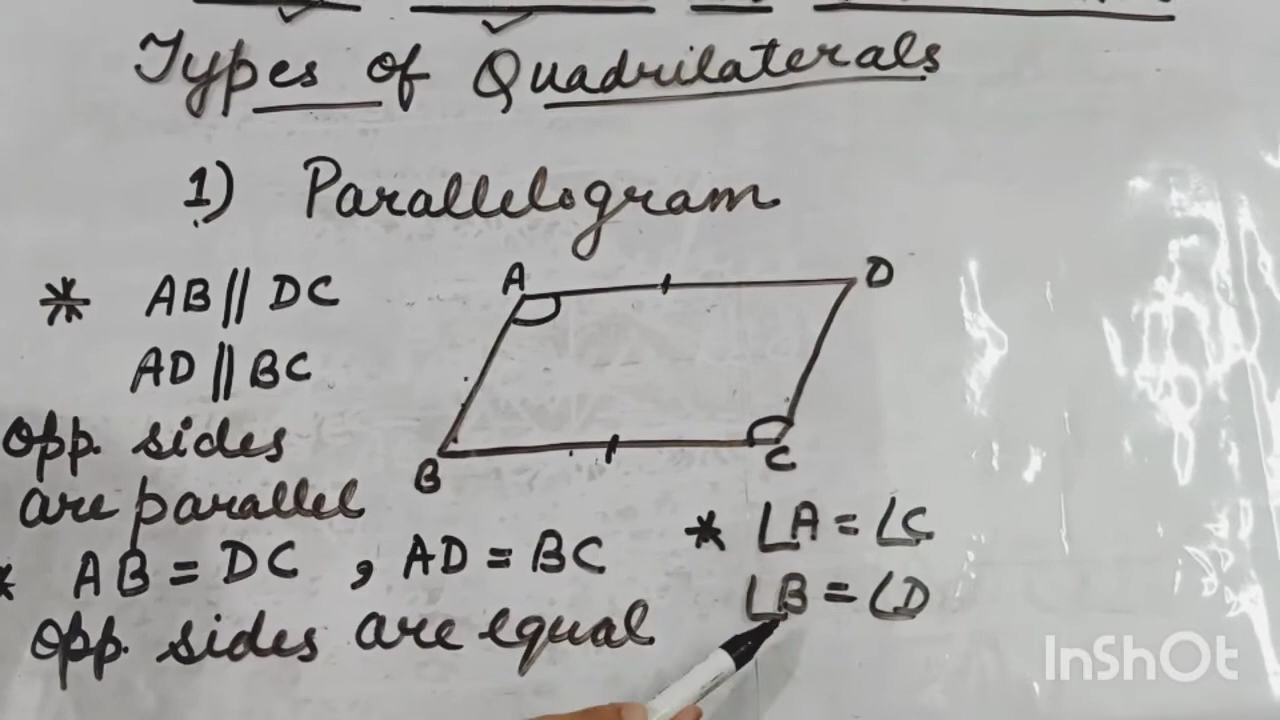 Types of Quadrilaterals
1) Parallelogram
* AB || DC
AD || BC
opp. sides
are parallel
* AB = DC , AD = BC
opp. sides are equal
A
D
B
C
* ∠A = ∠C
∠B = ∠D
InShOt